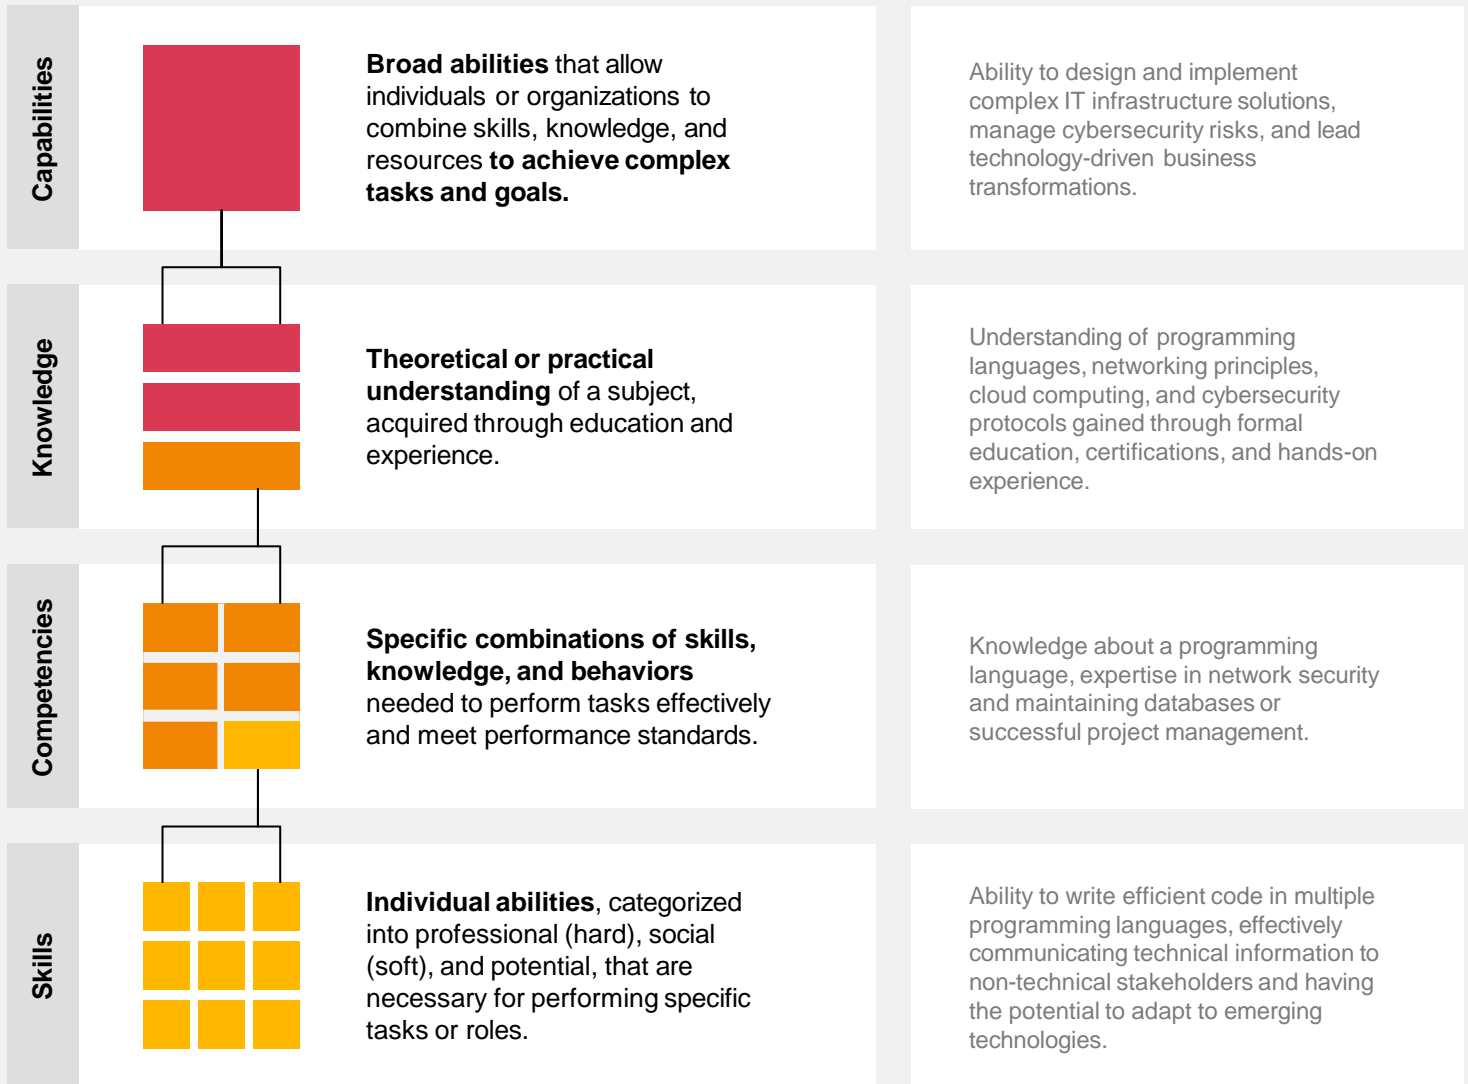 Capabilities
Broad abilities that allow
individuals or organizations to
combine skills, knowledge, and
resources to achieve complex
tasks and goals.
Ability to design and implement
complex IT infrastructure solutions,
manage cybersecurity risks, and lead
technology-driven business
transformations.
Knowledge
Theoretical or practical
understanding of a subject,
acquired through education and
experience.
Understanding of programming
languages, networking principles,
cloud computing, and cybersecurity
protocols gained through formal
education, certifications, and hands-on
experience.
Competencies
Specific combinations of skills,
knowledge, and behaviors
needed to perform tasks effectively
and meet performance standards.
Knowledge about a programming
language, expertise in network security
and maintaining databases or
successful project management.
Skills
Individual abilities, categorized
into professional (hard), social
(soft), and potential, that are
necessary for performing specific
tasks or roles.
Ability to write efficient code in multiple
programming languages, effectively
communicating technical information to
non-technical stakeholders and having
the potential to adapt to emerging
technologies.